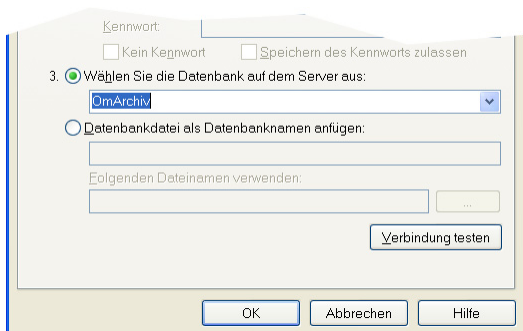 Kennwort:
Kein Kennwort Speichern des Kennworts zulassen
3. Wählen Sie die Datenbank auf dem Server aus:
OmArchiv
Datenbankdatei als Datenbanknamen anfügen:
Folgenden Dateinamen verwenden:
...
Verbindung testen
OK Abbrechen Hilfe